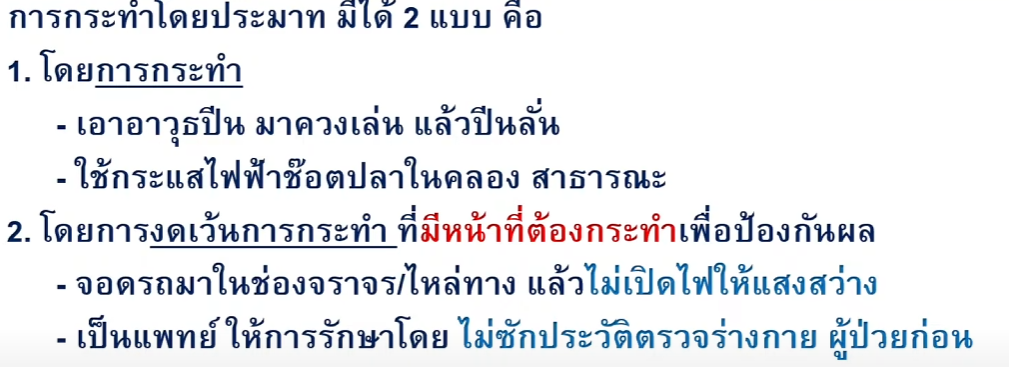 การกระทำโดยประมาท มีได้ 2 แบบ คือ
1. โดยการกระทำ
- เอาอาวุธปืน มาควงเล่น แล้วปืนลั่น
- ใช้กระแสไฟฟ้าช๊อตปลาในคลอง สาธารณะ
2. โดยการงดเว้นการกระทำ ที่มีหน้าที่ต้องกระทำเพื่อป้องกันผล
- จอดรถมาในช่องจราจร/ไหล่ทาง แล้วไม่เปิดไฟให้แสงสว่าง
- เป็นแพทย์ ให้การรักษาโดย ไม่ซักประวัติตรวจร่างกาย ผู้ป่วยก่อน